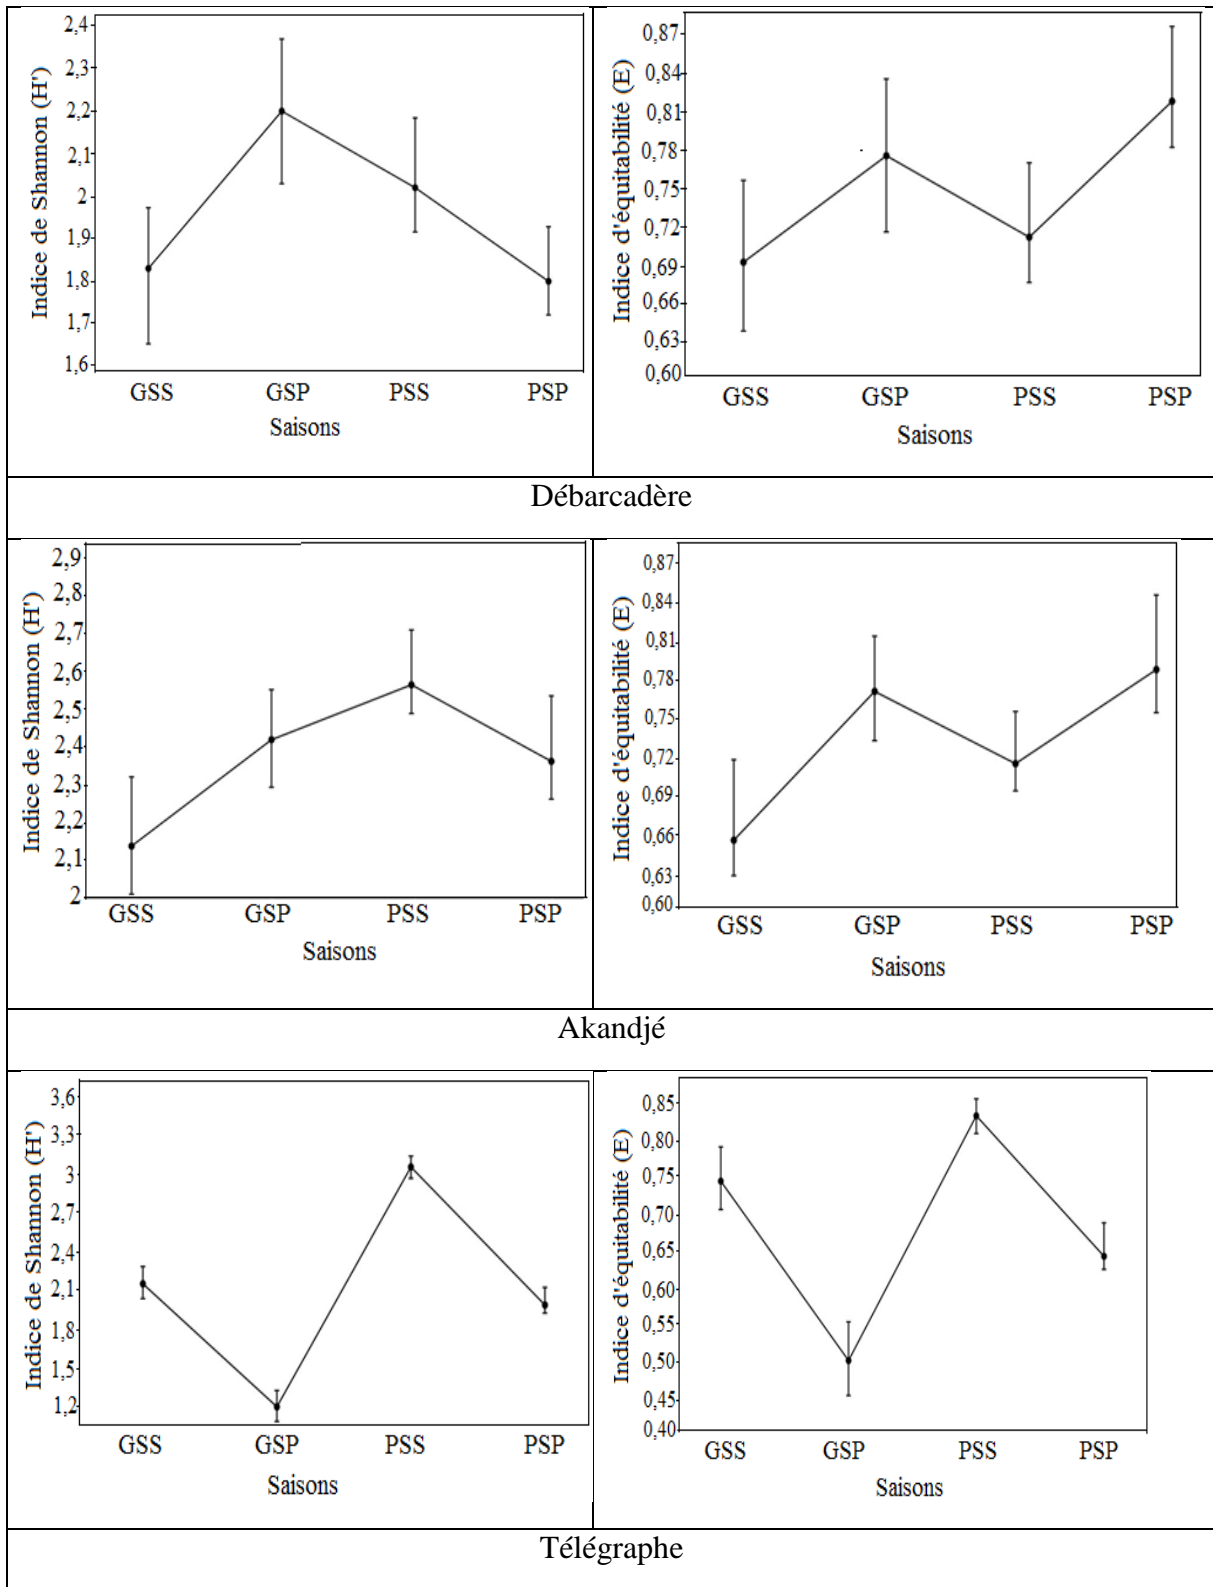 Indice de Shannon (H')
2,4
2,3
2,2
2,1
2
1,9
1,8
1,7
1,6
GSS GSP PSS PSP
Saisons
Indice d'équitabilité (E)
0,87
0,84
0,81
0,78
0,75
0,72
0,69
0,66
0,63
0,60
GSS GSP PSS PSP
Saisons
Débarcadère
Indice de Shannon (H')
2,9
2,8
2,7
2,6
2,5
2,4
2,3
2,2
2,1
2
GSS GSP PSS PSP
Saisons
Indice d'équitabilité (E)
0,87
0,84
0,81
0,78
0,75
0,72
0,69
0,66
0,63
0,60
GSS GSP PSS PSP
Saisons
Akandjé
Indice de Shannon (H')
3,6
3,3
3
2,7
2,4
2,1
1,8
1,5
1,2
GSS GSP PSS PSP
Saisons
Indice d'équitabilité (E)
0,85
0,80
0,75
0,70
0,65
0,60
0,55
0,50
0,45
0,40
GSS GSP PSS PSP
Saisons
Télégraphe